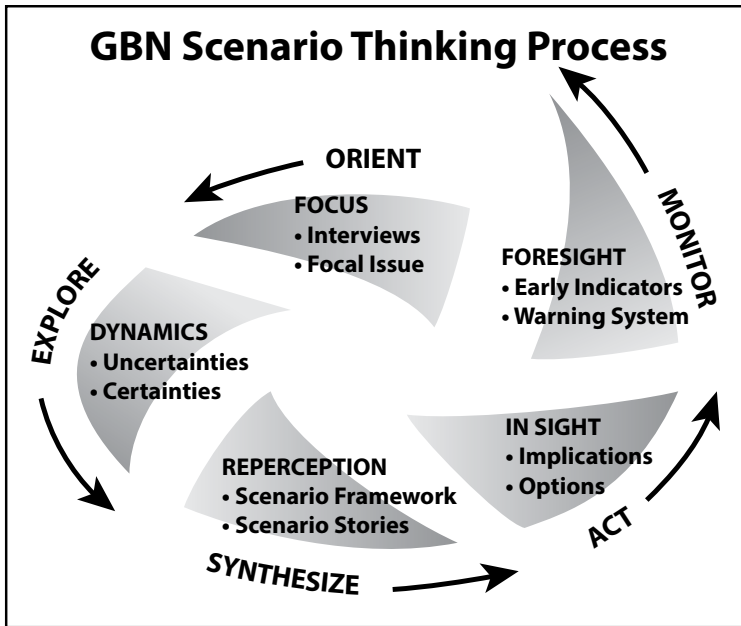 GBN Scenario Thinking Process
ORIENT
FOCUS
• Interviews
• Focal Issue
EXPLORE
DYNAMICS
• Uncertainties
• Certainties
SYNTHESIZE
REPERCEPTION
• Scenario Framework
• Scenario Stories
ACT
IN SIGHT
• Implications
• Options
MONITOR
FORESIGHT
• Early Indicators
• Warning System